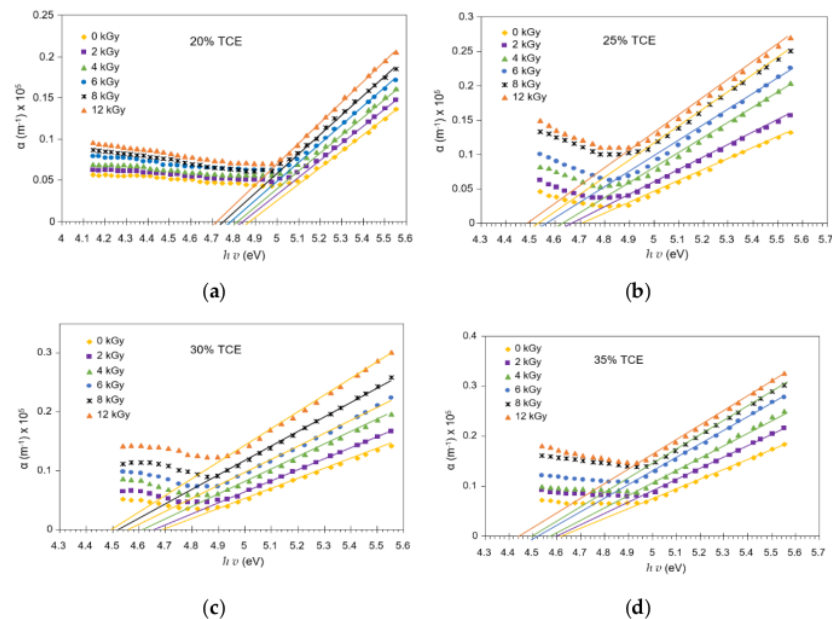 20% TCE
0 kGy
2 kGy
4 kGy
6 kGy
8 kGy
12 kGy
α (m⁻¹) x 10⁵
0.2
0.15
0.1
0.05
0
4 4.1 4.2 4.3 4.4 4.5 4.6 4.7 4.8 4.9 5 5.1 5.2 5.3 5.4 5.5 5.6
h ν (eV)
(a)
25% TCE
0 kGy
2 kGy
4 kGy
6 kGy
8 kGy
12 kGy
α (m⁻¹) x 10⁵
0.3
0.25
0.2
0.15
0.1
0.05
0
4.3 4.4 4.5 4.6 4.7 4.8 4.9 5 5.1 5.2 5.3 5.4 5.5 5.6 5.7
h ν (eV)
(b)
30% TCE
0 kGy
2 kGy
4 kGy
6 kGy
8 kGy
12 kGy
α (m⁻¹) x 10⁵
0.3
0.2
0.1
0
4.3 4.4 4.5 4.6 4.7 4.8 4.9 5 5.1 5.2 5.3 5.4 5.5 5.6
h ν (eV)
(c)
35% TCE
0 kGy
2 kGy
4 kGy
6 kGy
8 kGy
12 kGy
α (m⁻¹) x 10⁵
0.4
0.3
0.2
0.1
0
4.3 4.4 4.5 4.6 4.7 4.8 4.9 5 5.1 5.2 5.3 5.4 5.5 5.6 5.7
h ν (eV)
(d)